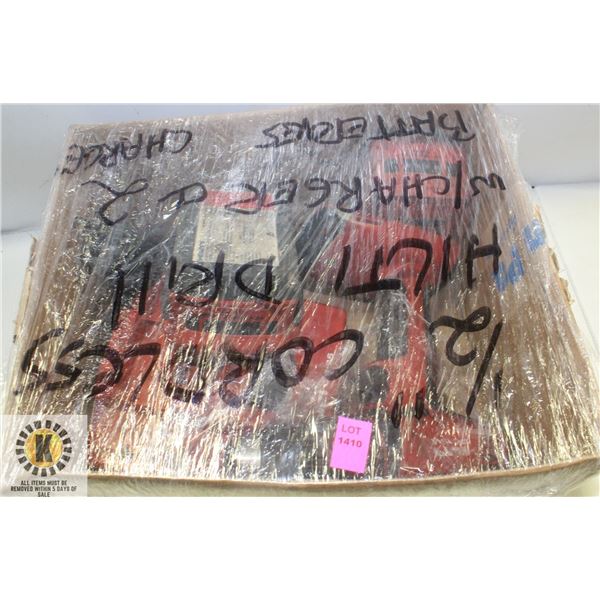 1/2" CORDLESS
HILTI DRILL
W/CHARGER & 2
BATTERIES CHARGE
LOT
1410
K
ALL ITEMS MUST BE
REMOVED WITHIN 5 DAYS OF
SALE